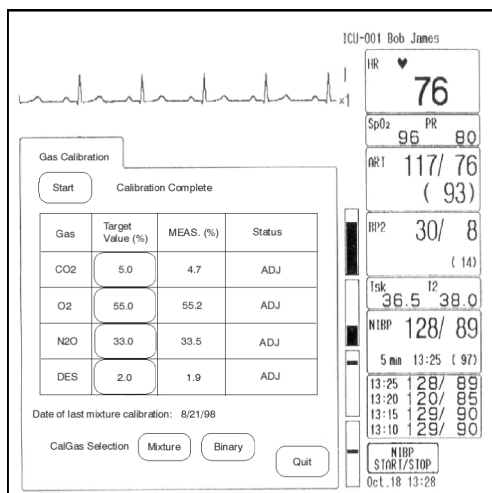 ICU-001 Bob James
HR ♥
76
I
×1
SpO2 PR
96 80
ART 117/ 76
( 93)
BP2 30/ 8
( 14)
Tsk T2
36.5 38.0
NIBP 128/ 89
5 min 13:25 ( 97)
13:25 128/ 89
13:20 120/ 85
13:15 129/ 90
13:10 129/ 90
NIBP
START/STOP
Oct.18 13:28
Gas Calibration
Start Calibration Complete
Gas Target Value (%) MEAS. (%) Status
CO2 5.0 4.7 ADJ
O2 55.0 55.2 ADJ
N2O 33.0 33.5 ADJ
DES 2.0 1.9 ADJ
Date of last mixture calibration: 8/21/98
CalGas Selection Mixture Binary
Quit